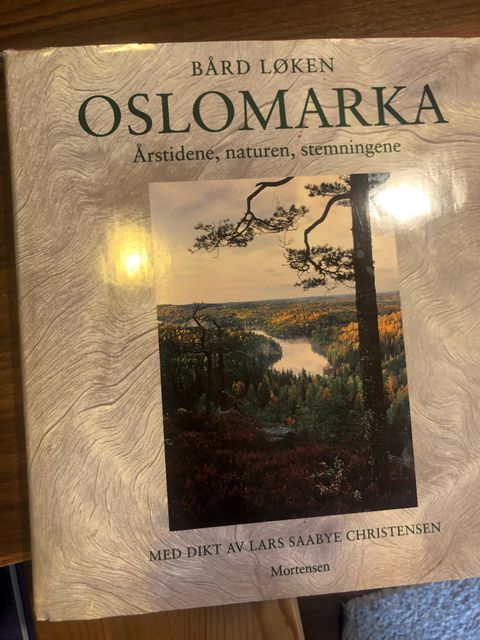 BÅRD LØKEN
OSLOMARKA
Årstidene, naturen, stemningene
MED DIKT AV LARS SAABYE CHRISTENSEN
Mortensen